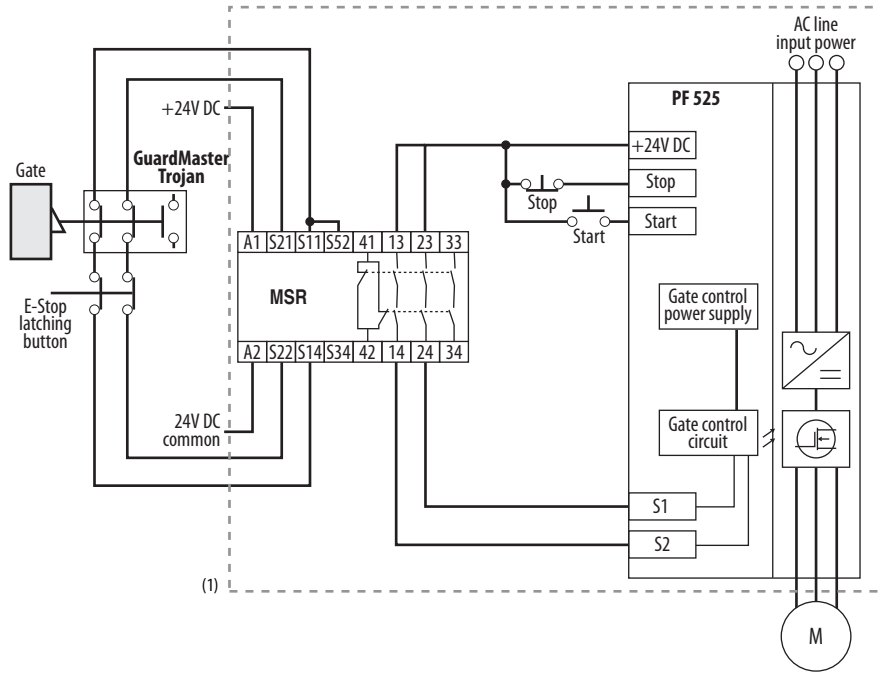 AC line
input power
PF 525
+24V DC
GuardMaster
Trojan
Gate
+24V DC
Stop
Stop
Start
Start
A1 S21 S11 S52 41 13 23 33
MSR
E-Stop
latching
button
Gate control
power supply
A2 S22 S14 S34 42 14 24 34
24V DC
common
Gate control
circuit
S1
S2
(1)
M